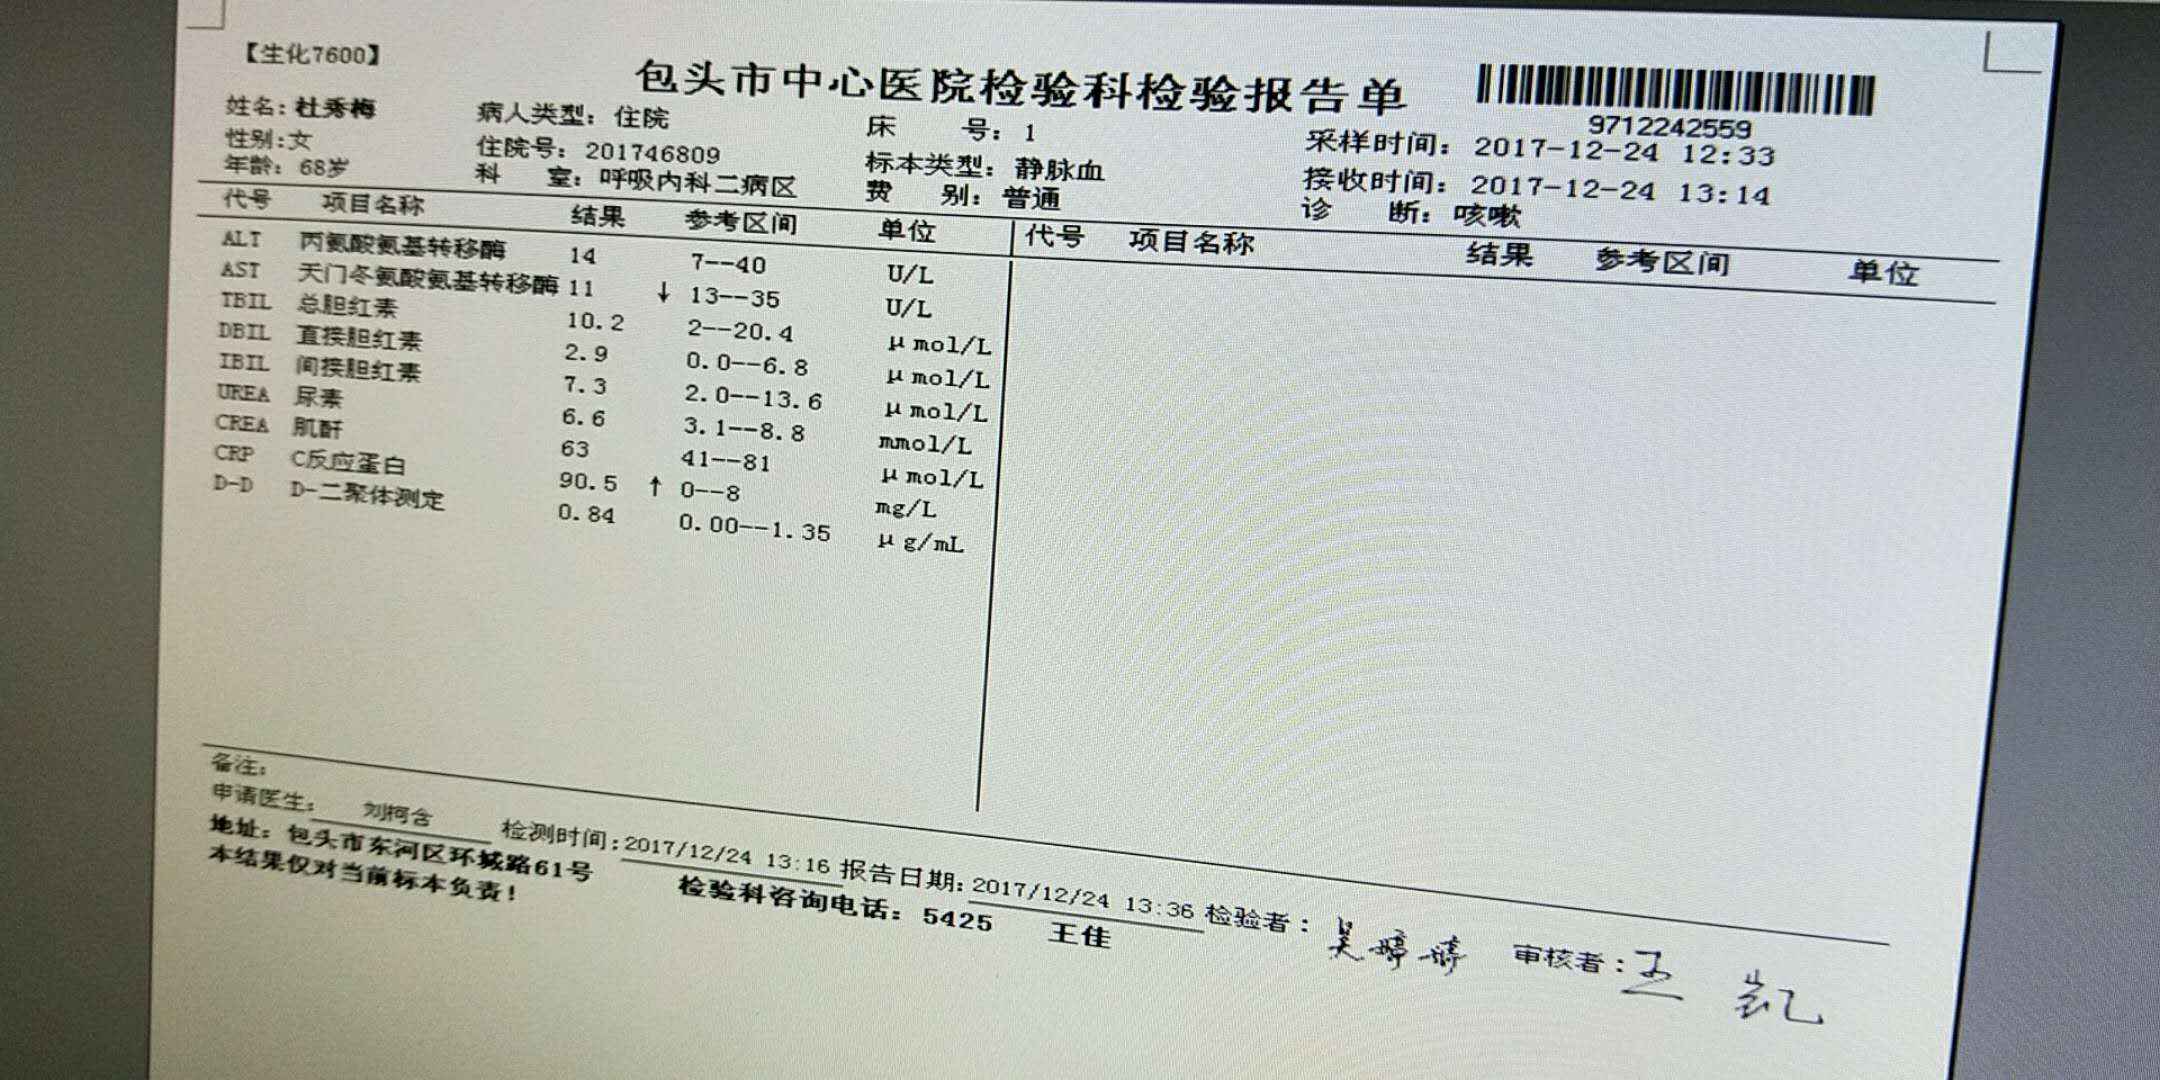 【生化7600】
包头市中心医院检验科检验报告单
9712242559
姓名: 杜秀梅 病人类型: 住院 床 号: 1 采样时间: 2017-12-24 12:33
性别:女 住院号: 201746809 标本类型: 静脉血 接收时间: 2017-12-24 13:14
年龄: 68岁 科 室: 呼吸内科二病区 费 别: 普通 诊 断: 咳嗽
代号 项目名称 结果 参考区间 单位 代号 项目名称 结果 参考区间 单位
ALT 丙氨酸氨基转移酶 14 7--40 U/L
AST 天门冬氨酸氨基转移酶 11 ↓ 13--35 U/L
TBIL 总胆红素 10.2 2--20.4 μmol/L
DBIL 直接胆红素 2.9 0.0--6.8 μmol/L
IBIL 间接胆红素 7.3 2.0--13.6 μmol/L
UREA 尿素 6.6 3.1--8.8 mmol/L
CREA 肌酐 63 41--81 μmol/L
CRP C反应蛋白 90.5 ↑ 0--8 mg/L
D-D D-二聚体测定 0.84 0.00--1.35 μg/mL
备注:
申请医生: 刘柯含 检测时间:2017/12/24 13:16 报告日期:2017/12/24 13:36 检验者: 吴婷婷 审核者: 王凯
地址: 包头市东河区环城路61号 检验科咨询电话: 5425 王佳
本结果仅对当前标本负责!